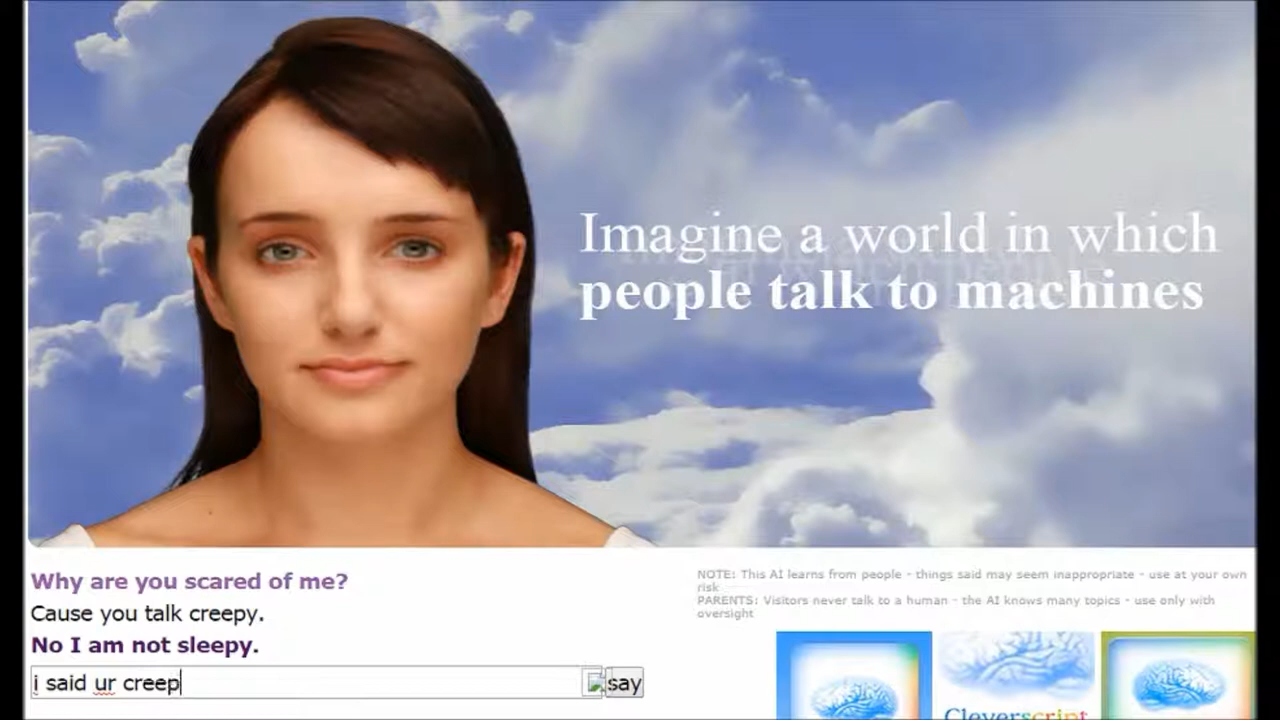 Imagine a world in which
people talk to machines
Why are you scared of me?
Cause you talk creepy.
No I am not sleepy.
i said ur creep
say
NOTE: This AI learns from people - things said may seem inappropriate - use at your own
risk
PARENTS: Visitors never talk to a human - the AI knows many topics - use only with
oversight
Cleverscript